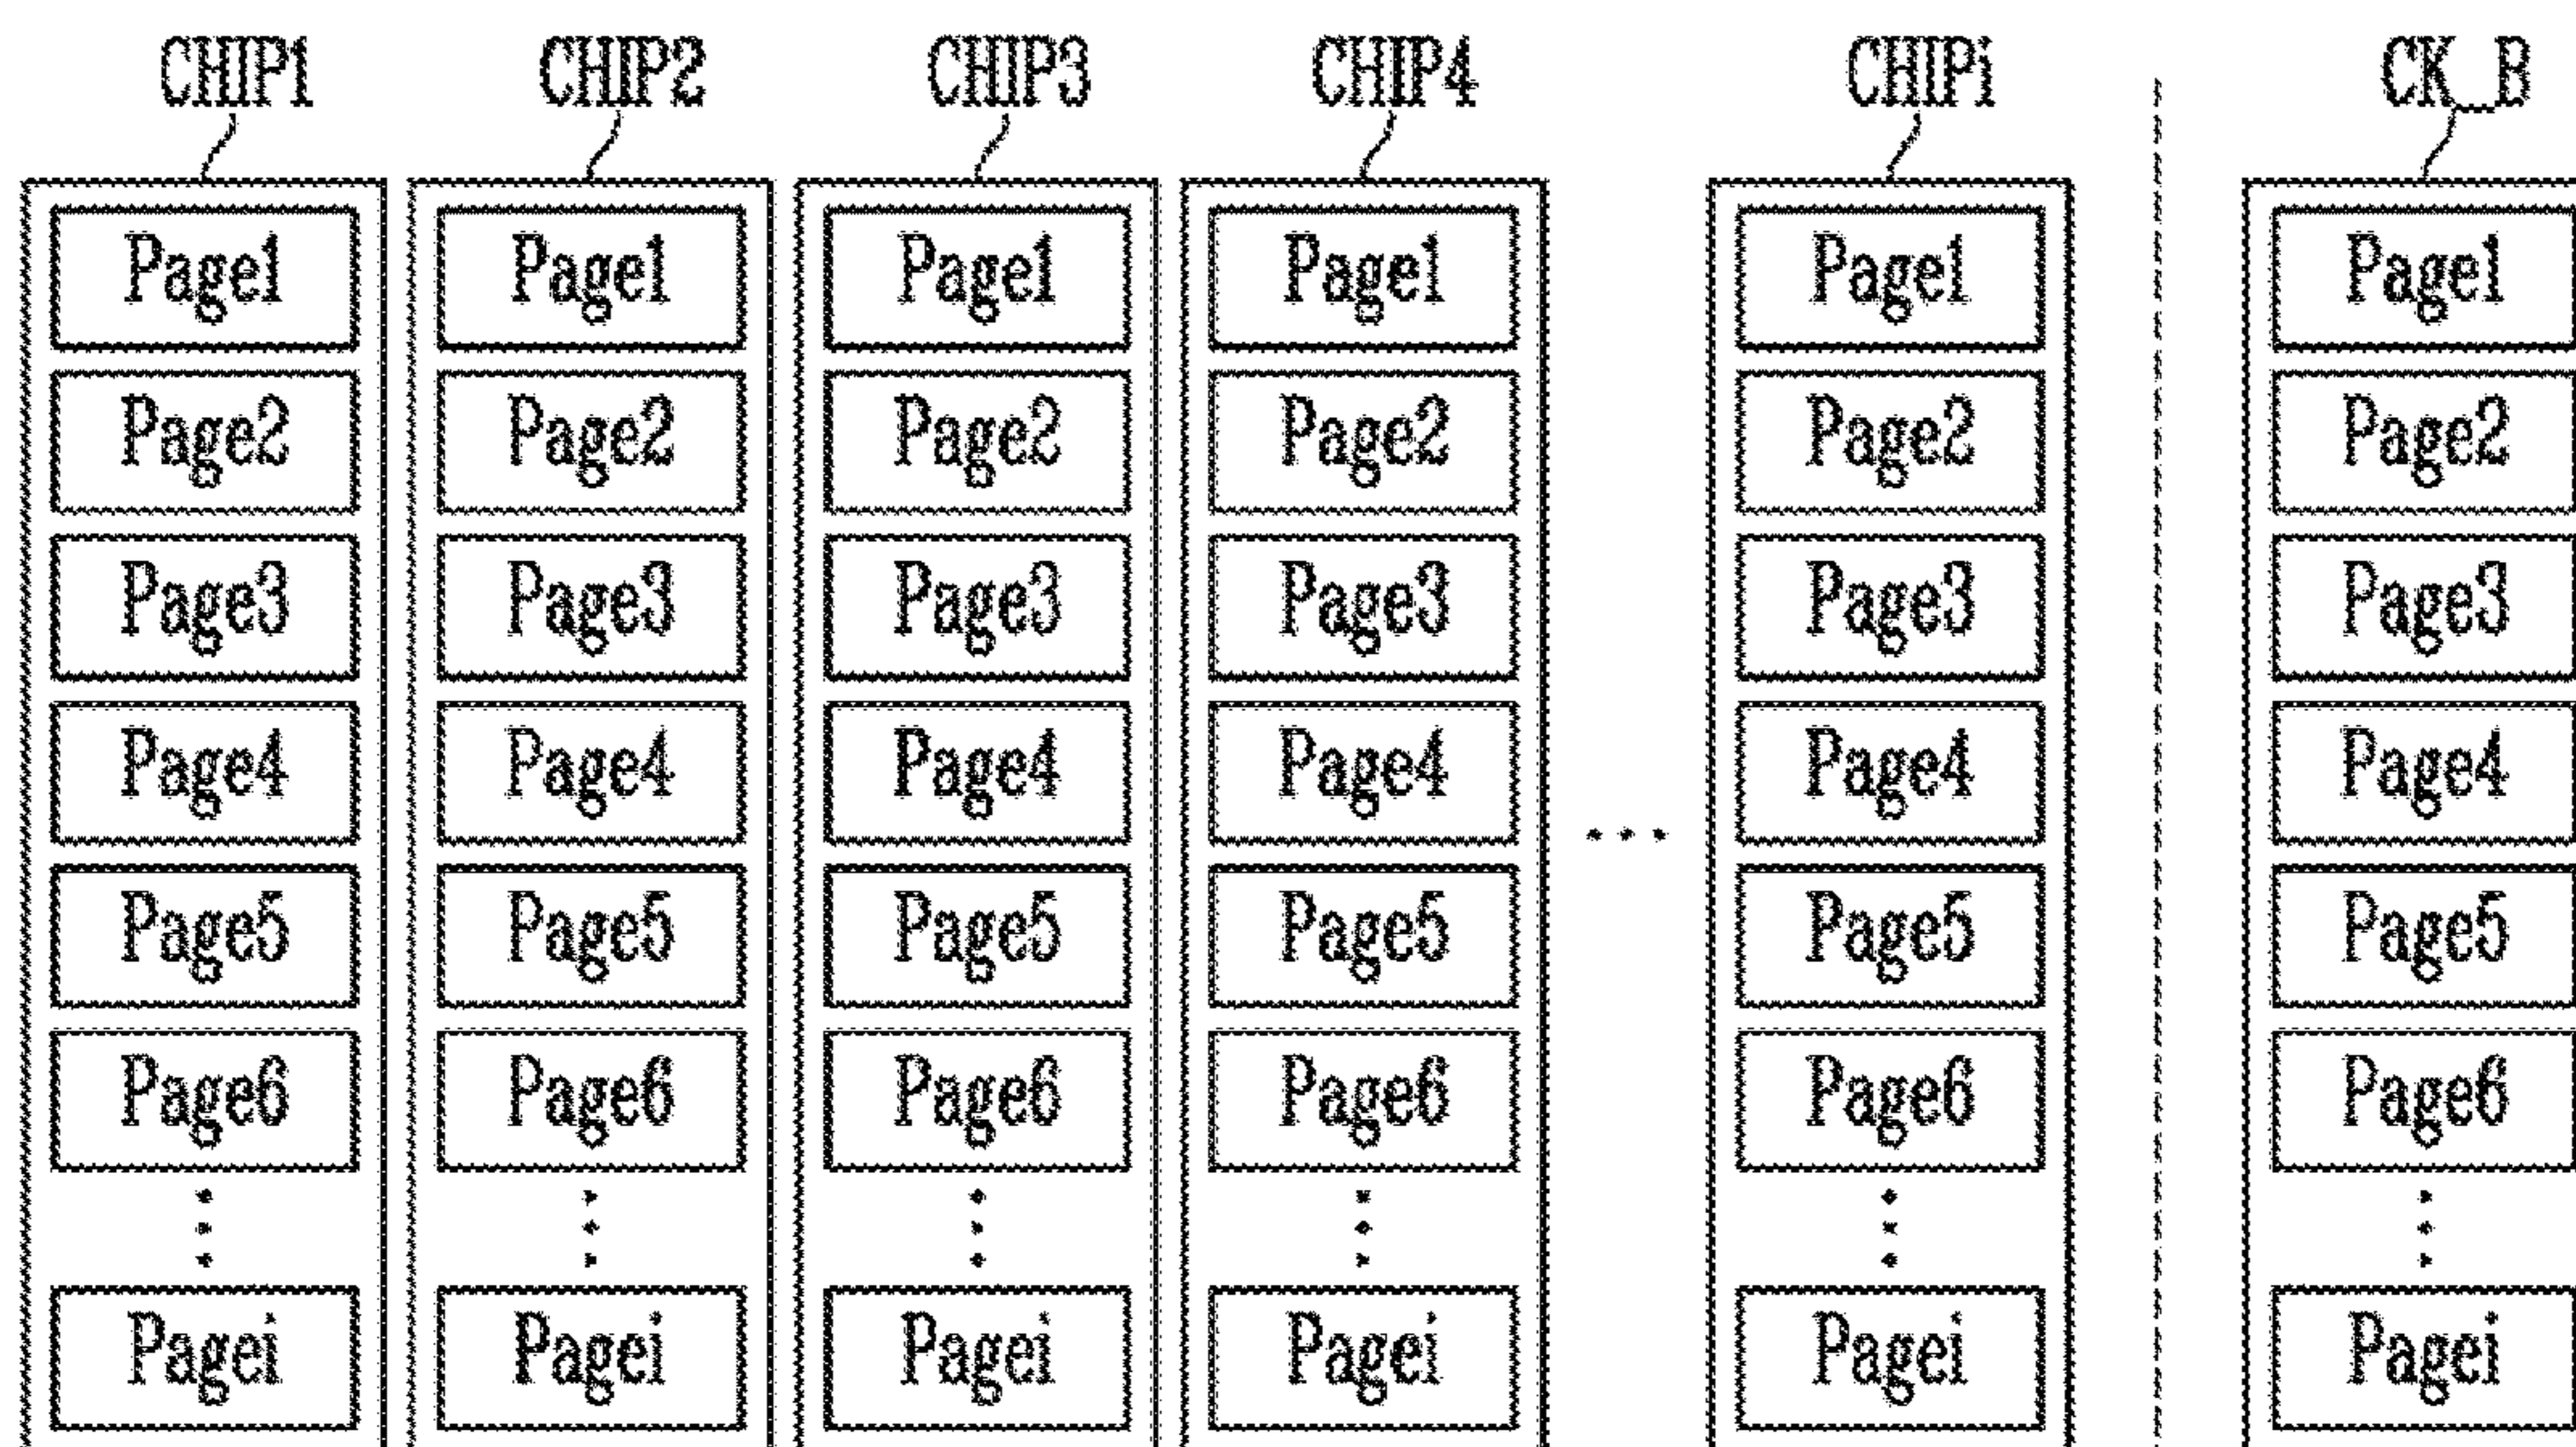 CHIP1 CHIP2 CHIP3 CHIP4 CHIPi CK_B
Page1 Page1 Page1 Page1 Page1 Page1
Page2 Page2 Page2 Page2 Page2 Page2
Page3 Page3 Page3 Page3 Page3 Page3
Page4 Page4 Page4 Page4 Page4 Page4
...
Page5 Page5 Page5 Page5 Page5 Page5
Page6 Page6 Page6 Page6 Page6 Page6
Pagei Pagei Pagei Pagei Pagei Pagei